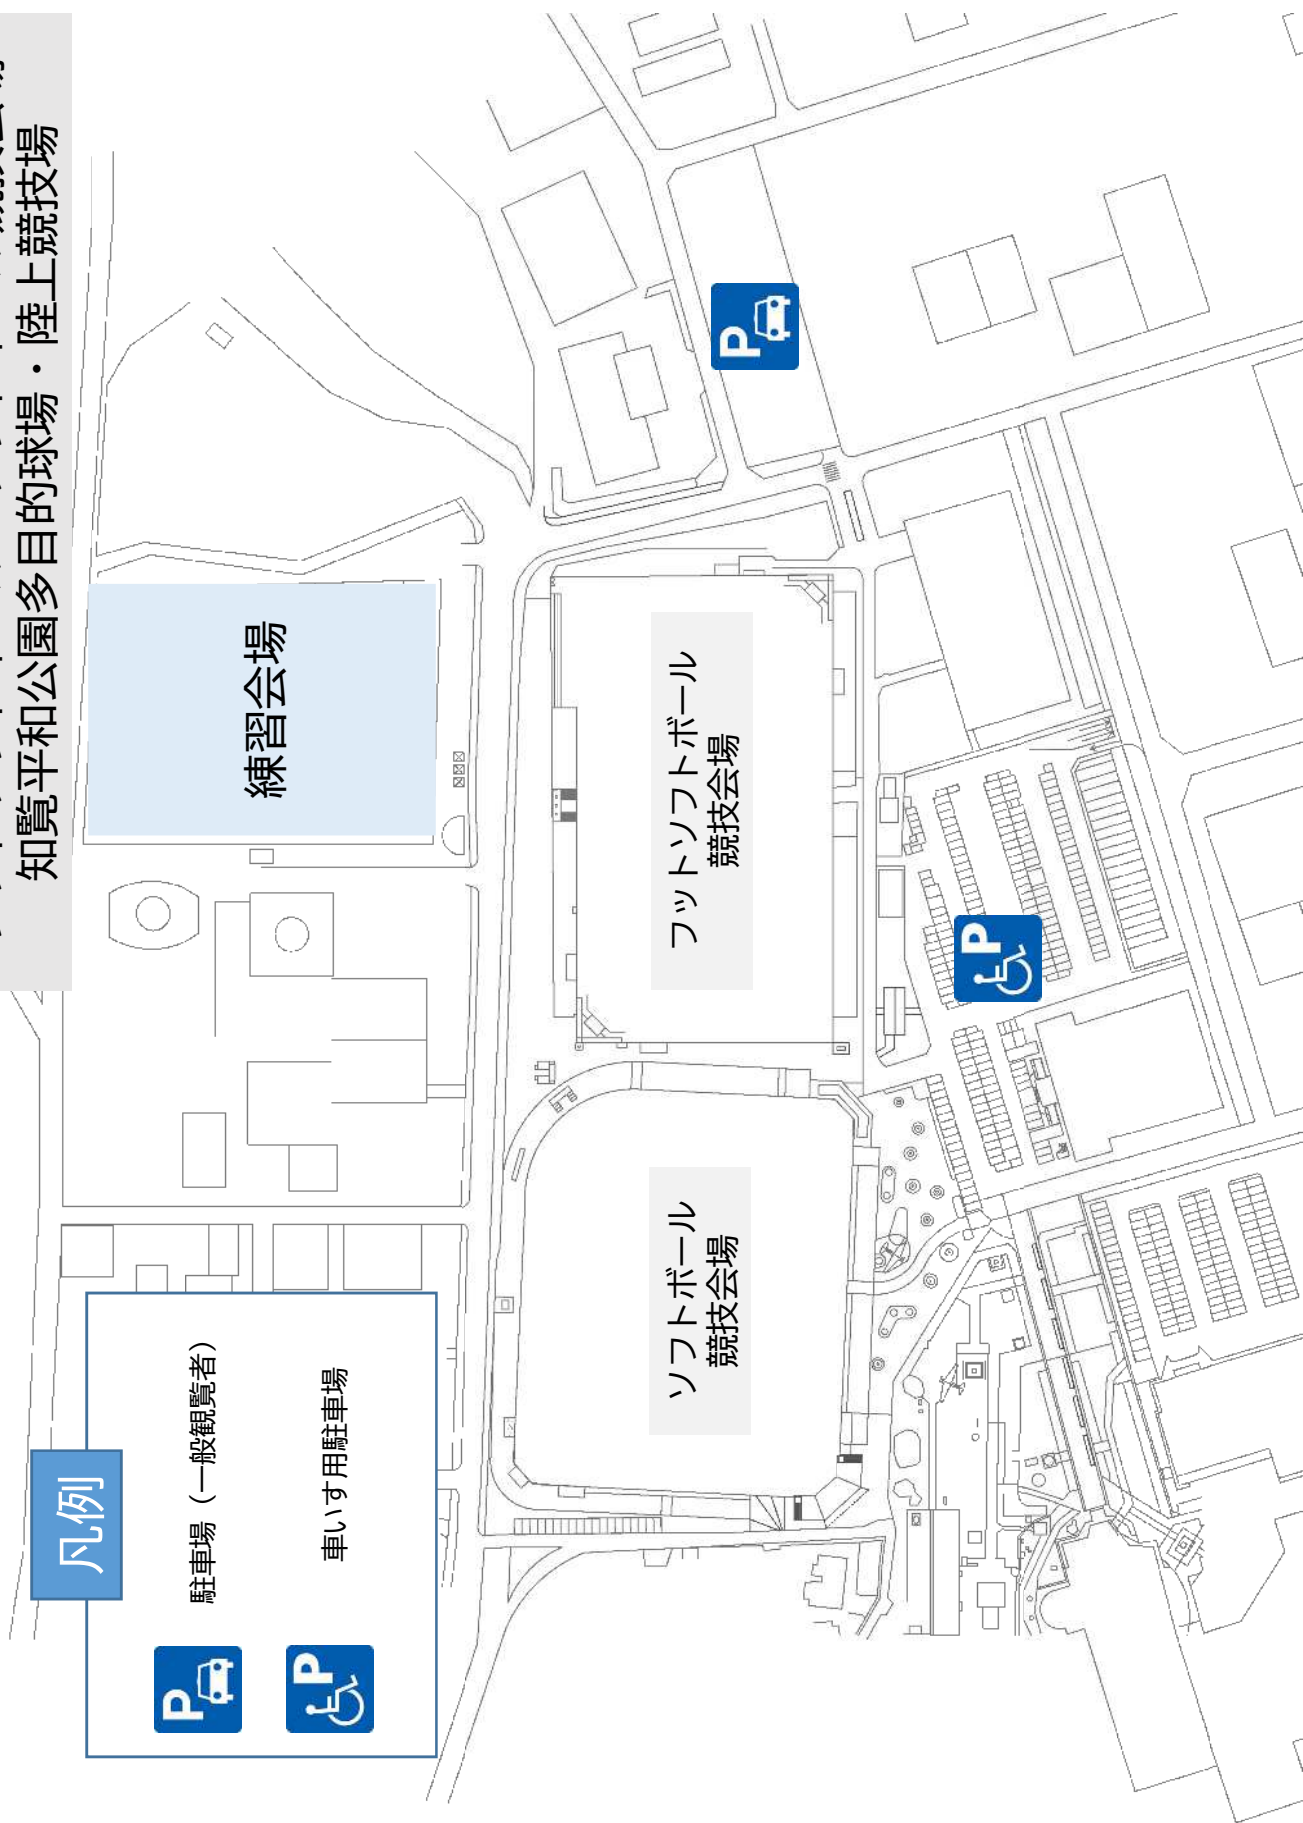 知覧平和公園多目的球場・陸上競技場
練習会場
フットソフトボール
競技会場
ソフトボール
競技会場
凡例
P
駐車場（一般観覧者）
P
車いす用駐車場
P
P